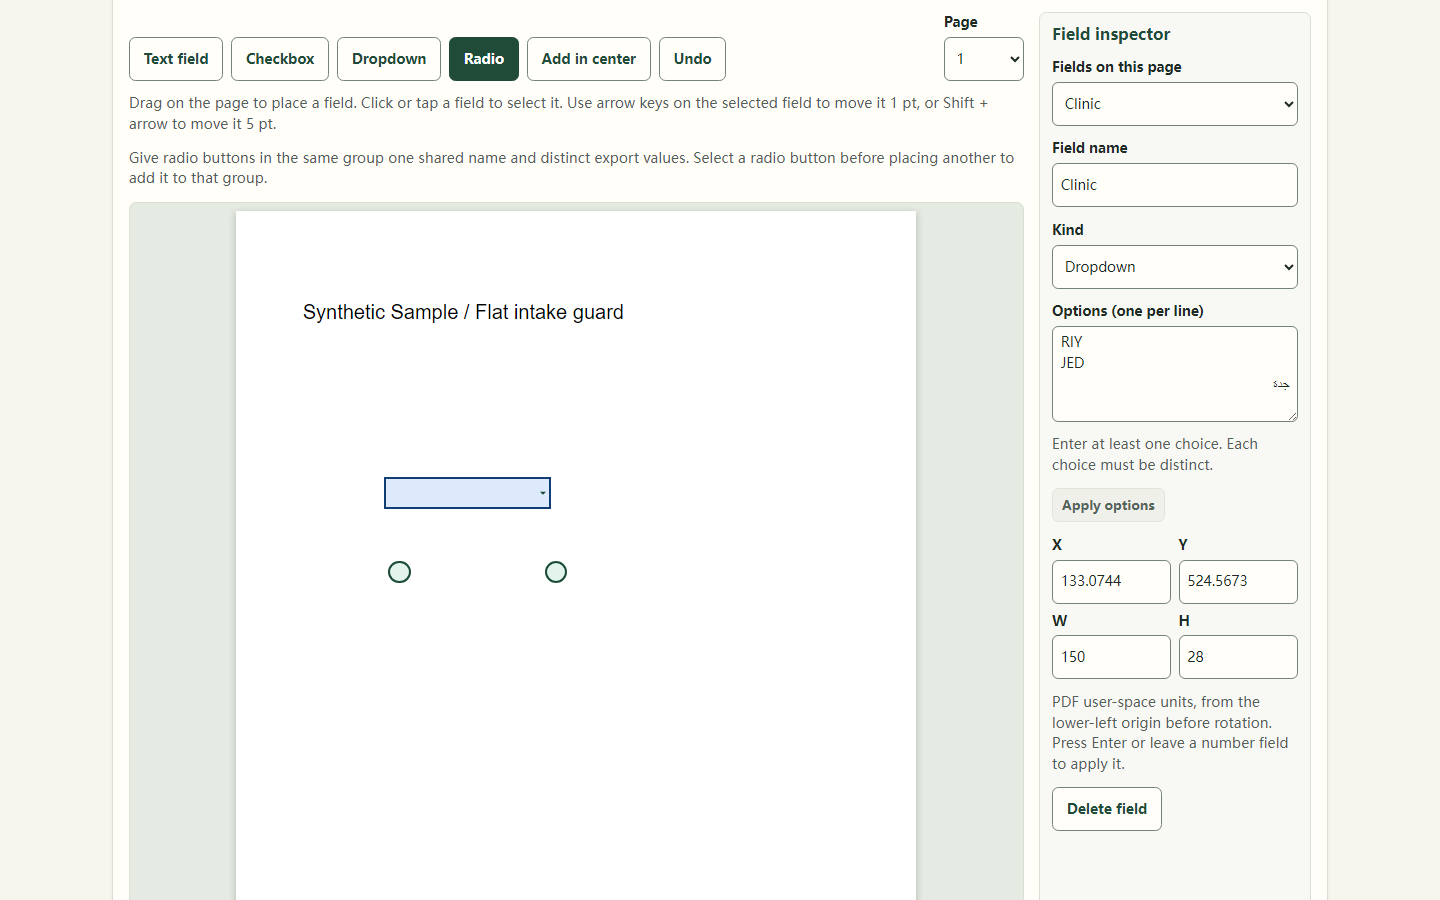 Text field
Checkbox
Dropdown
Radio
Add in center
Undo
Page
1
Drag on the page to place a field. Click or tap a field to select it. Use arrow keys on the selected field to move it 1 pt, or Shift +
arrow to move it 5 pt.
Give radio buttons in the same group one shared name and distinct export values. Select a radio button before placing another to
add it to that group.
Synthetic Sample / Flat intake guard
Field inspector
Fields on this page
Clinic
Field name
Clinic
Kind
Dropdown
Options (one per line)
RIY
JED
جدة
Enter at least one choice. Each
choice must be distinct.
Apply options
X
Y
133.0744
524.5673
W
H
150
28
PDF user-space units, from the
lower-left origin before rotation.
Press Enter or leave a number field
to apply it.
Delete field